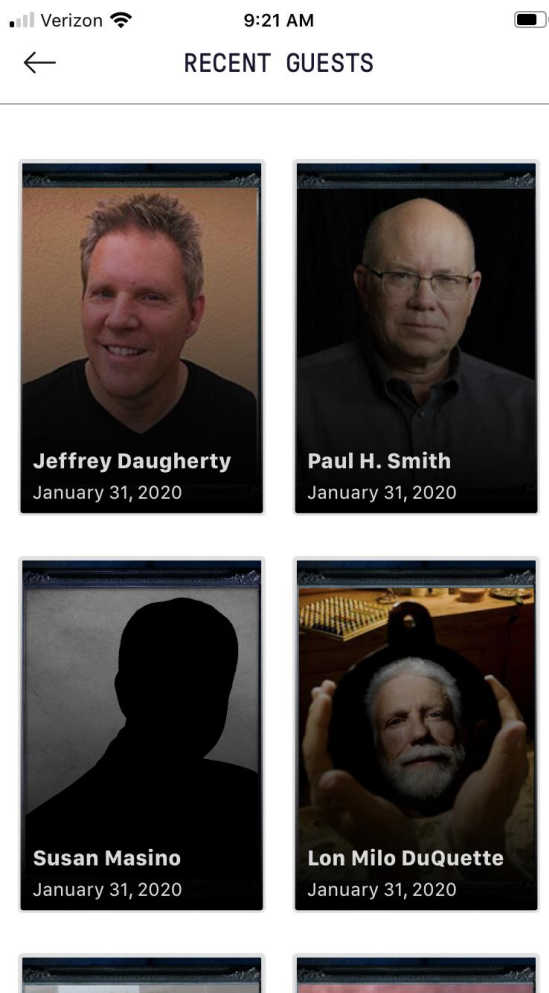 Verizon 9:21 AM
RECENT GUESTS
Jeffrey Daugherty
January 31, 2020
Paul H. Smith
January 31, 2020
Susan Masino
January 31, 2020
Lon Milo DuQuette
January 31, 2020